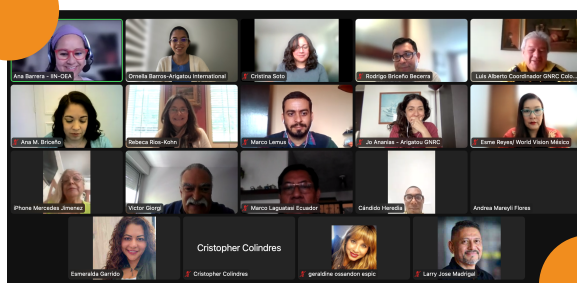 Ana Barrera - IIN-OEA
Ornella Barros-Arigatou International
Cristina Soto
Rodrigo Briceño Becerra
Luis Alberto Coordinador GNRC Colo...
Ana M. Briceño
Rebeca Rios-Kohn
Marco Lemus
Jo Ananias - Arigatou GNRC
Esme Reyes/ World Vision México
iPhone Mercedes Jimenez
Victor Giorgi
Marco Laguatasi Ecuador
Cándido Heredia
Andrea Mareyli Flores
Esmeralda Garrido
Cristopher Colindres
Cristopher Colindres
geraldine ossandon espic
Larry Jose Madrigal